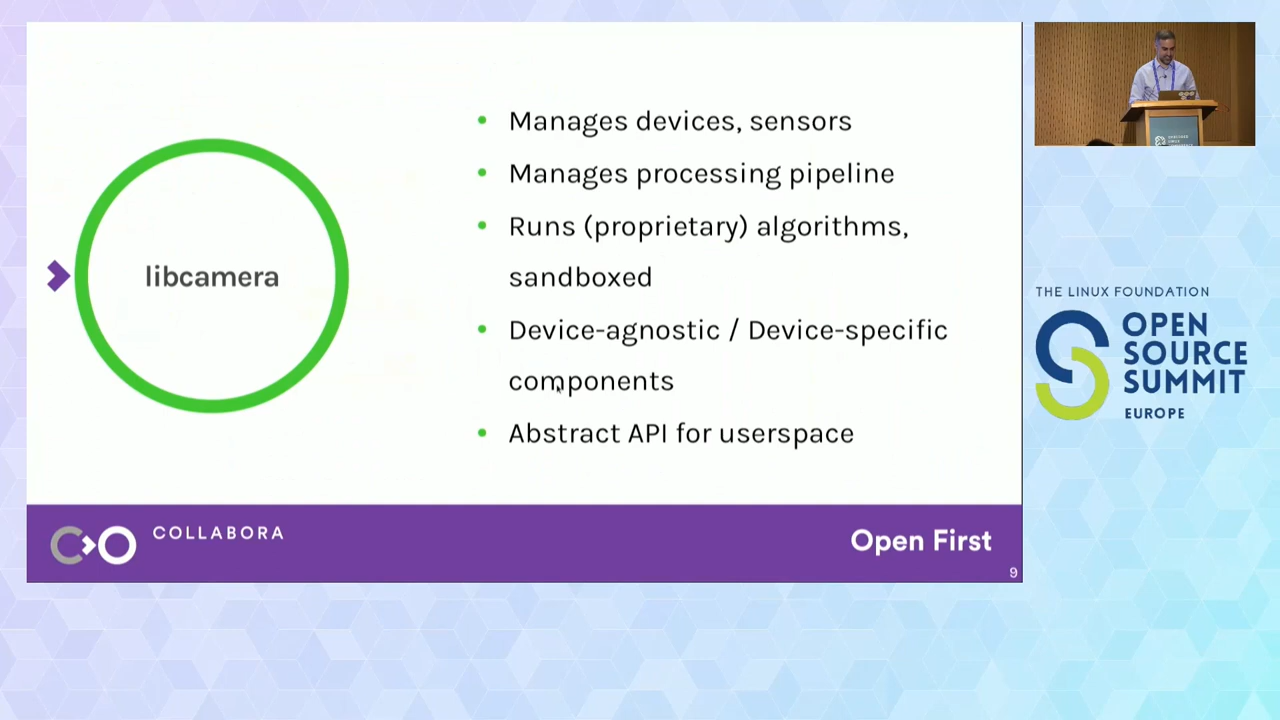 libcamera
• Manages devices, sensors
• Manages processing pipeline
• Runs (proprietary) algorithms,
sandboxed
• Device-agnostic / Device-specific
components
• Abstract API for userspace
COLLABORA
Open First
9
THE LINUX FOUNDATION
OPEN
SOURCE
SUMMIT
EUROPE